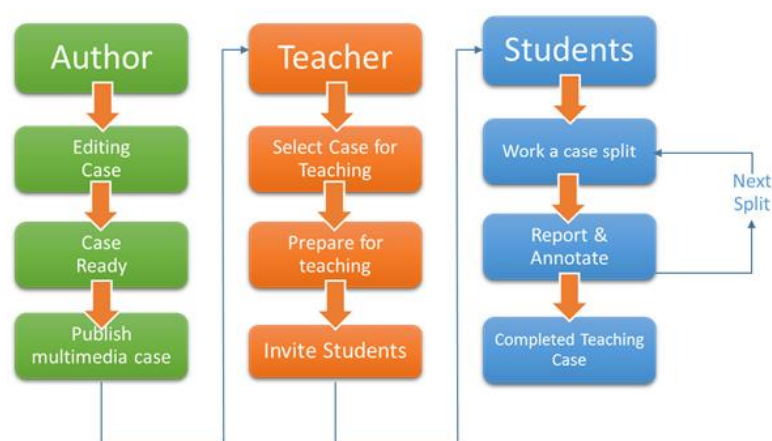 Author
Editing
Case
Case
Ready
Publish
multimedia case
Teacher
Select Case for
Teaching
Prepare for
teaching
Invite Students
Students
Work a case split
Report &
Annotate
Completed Teaching
Case
Next
Split